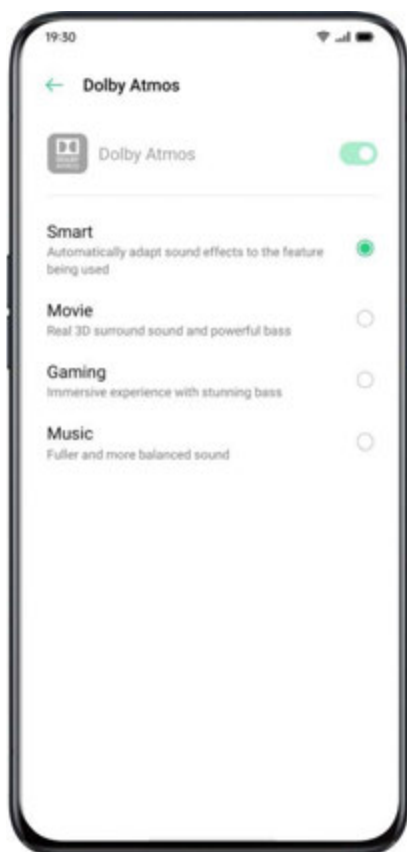 19:30
Dolby Atmos
Dolby Atmos
Smart
Automatically adapt sound effects to the feature
being used
Movie
Real 3D surround sound and powerful bass
Gaming
Immersive experience with stunning bass
Music
Fuller and more balanced sound